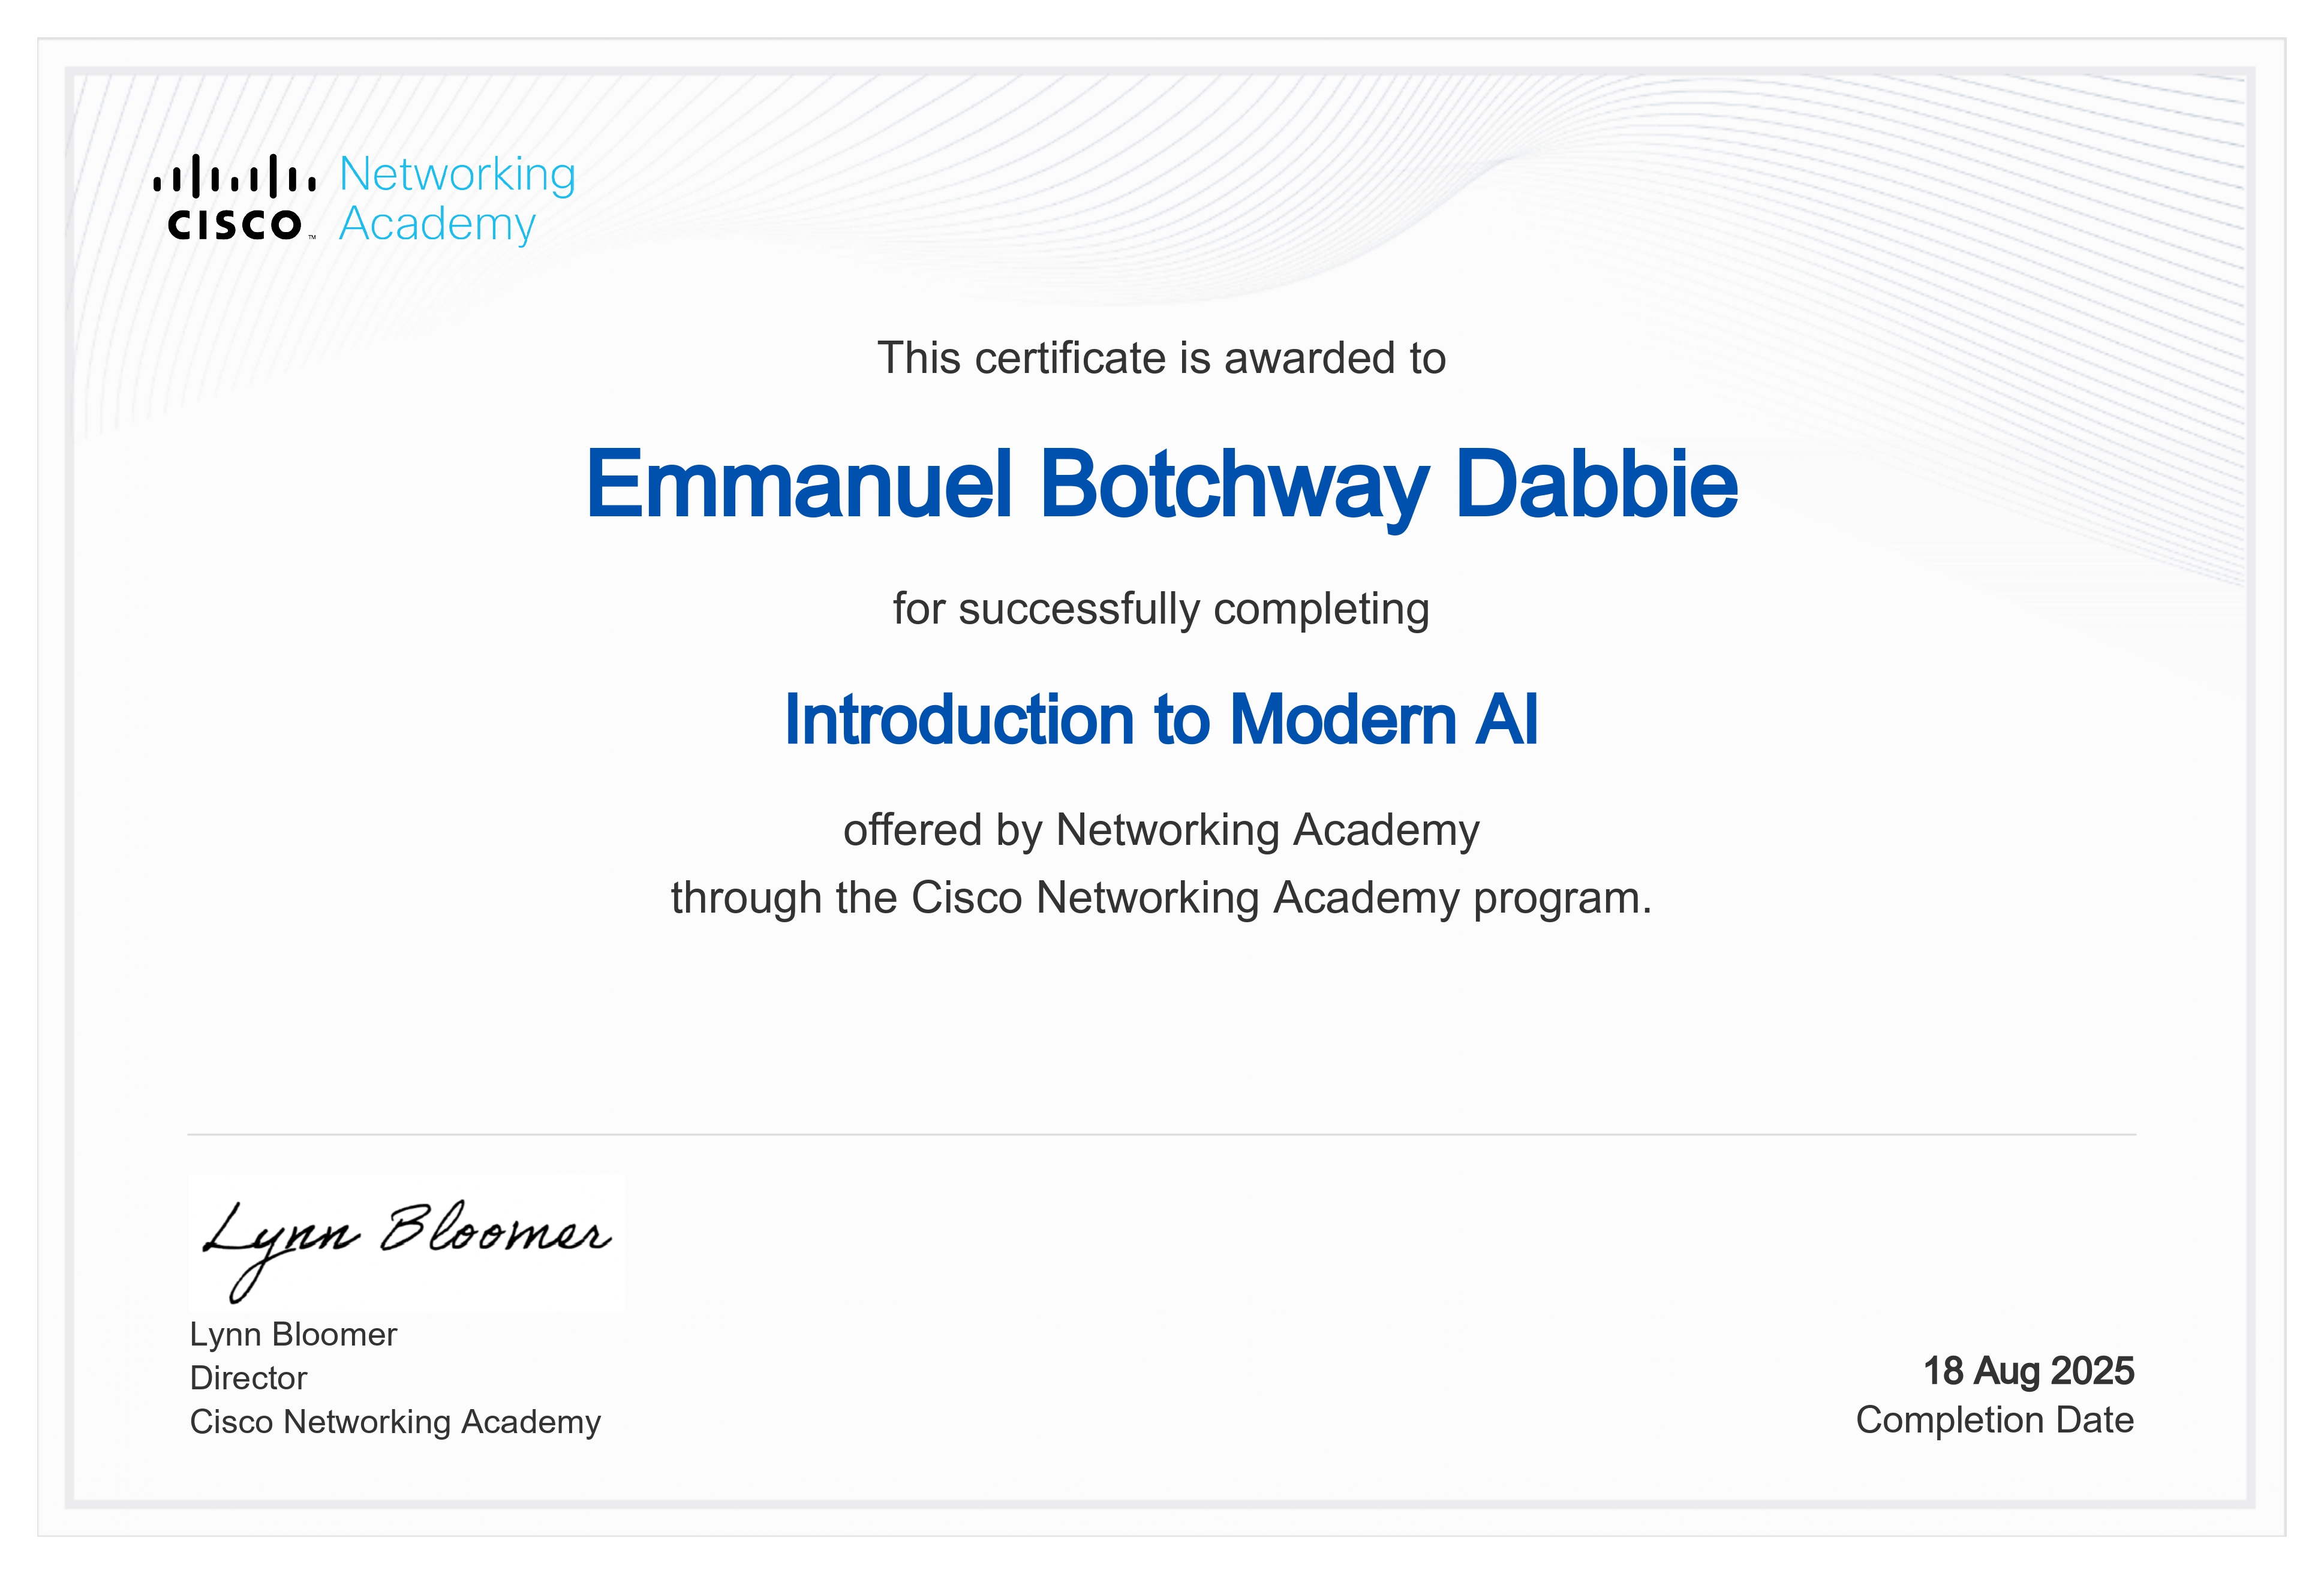 CISCO™
Networking
Academy
This certificate is awarded to
Emmanuel Botchway Dabbie
for successfully completing
Introduction to Modern AI
offered by Networking Academy
through the Cisco Networking Academy program.
Lynn Bloomer
Lynn Bloomer
Director
Cisco Networking Academy
18 Aug 2025
Completion Date